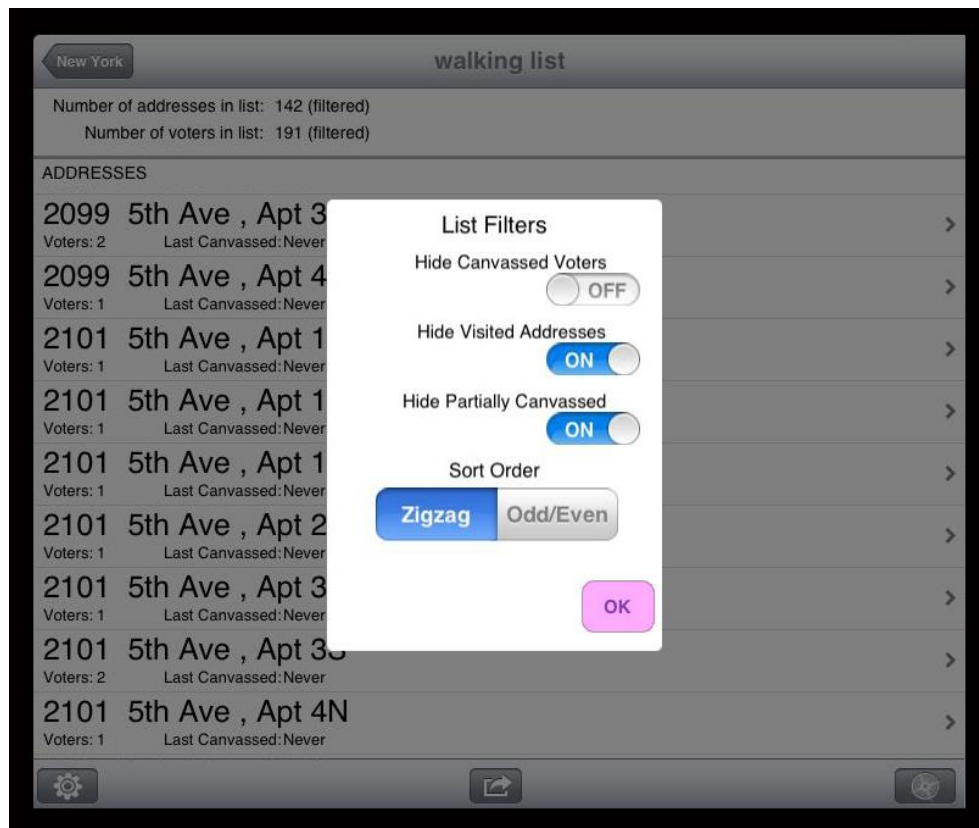 New York
walking list
Number of addresses in list: 142 (filtered)
Number of voters in list: 191 (filtered)
ADDRESSES
2099 5th Ave , Apt 3
Voters: 2 Last Canvassed:Never
2099 5th Ave , Apt 4
Voters: 1 Last Canvassed:Never
2101 5th Ave , Apt 1
Voters: 1 Last Canvassed:Never
2101 5th Ave , Apt 1
Voters: 1 Last Canvassed:Never
2101 5th Ave , Apt 1
Voters: 1 Last Canvassed:Never
2101 5th Ave , Apt 2
Voters: 1 Last Canvassed:Never
2101 5th Ave , Apt 3
Voters: 1 Last Canvassed:Never
2101 5th Ave , Apt 3S
Voters: 2 Last Canvassed:Never
2101 5th Ave , Apt 4N
Voters: 1 Last Canvassed:Never
List Filters
Hide Canvassed Voters
OFF
Hide Visited Addresses
ON
Hide Partially Canvassed
ON
Sort Order
Zigzag Odd/Even
OK